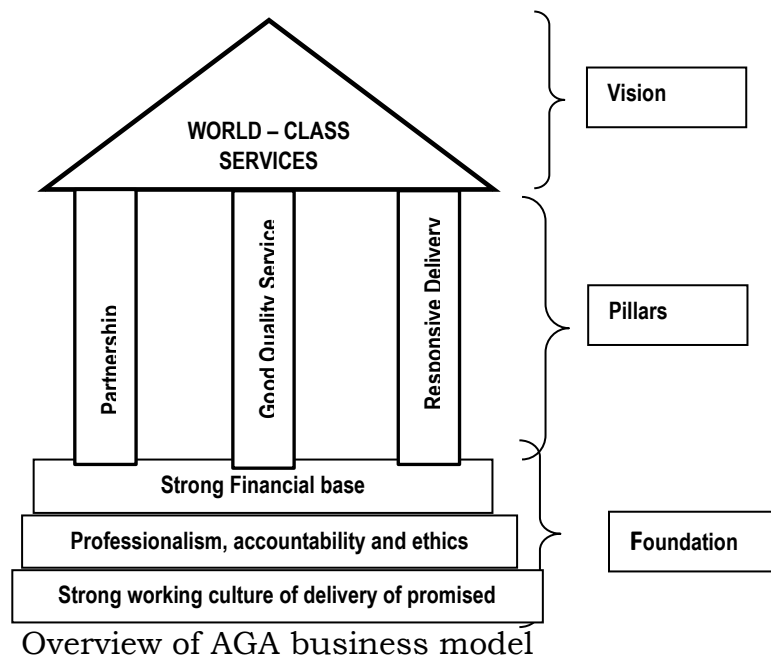 WORLD – CLASS
SERVICES
Vision
Partnership
Good Quality Service
Responsive Delivery
Pillars
Strong Financial base
Professionalism, accountability and ethics
Strong working culture of delivery of promised
Foundation
Overview of AGA business model